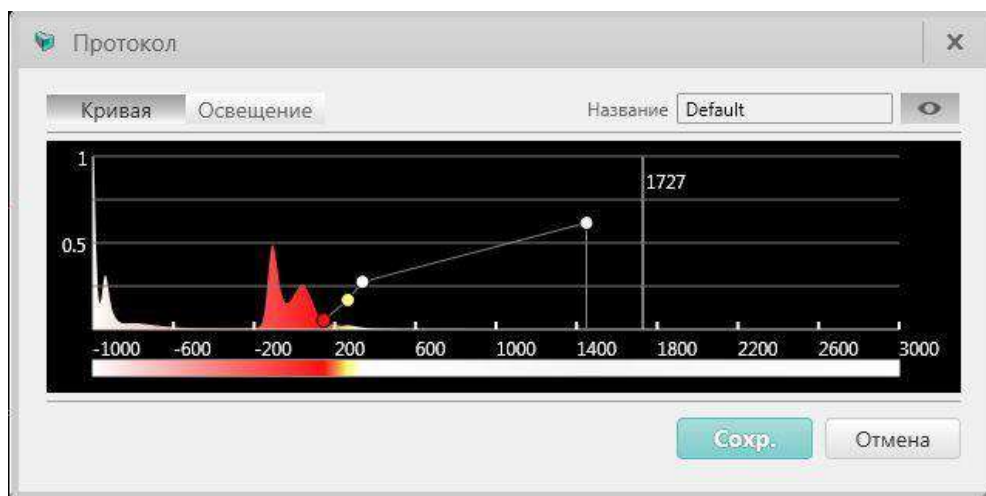 Протокол
Кривая Освещение Название Default
1
1727
0.5
-1000 -600 -200 200 600 1000 1400 1800 2200 2600 3000
Сохр. Отмена